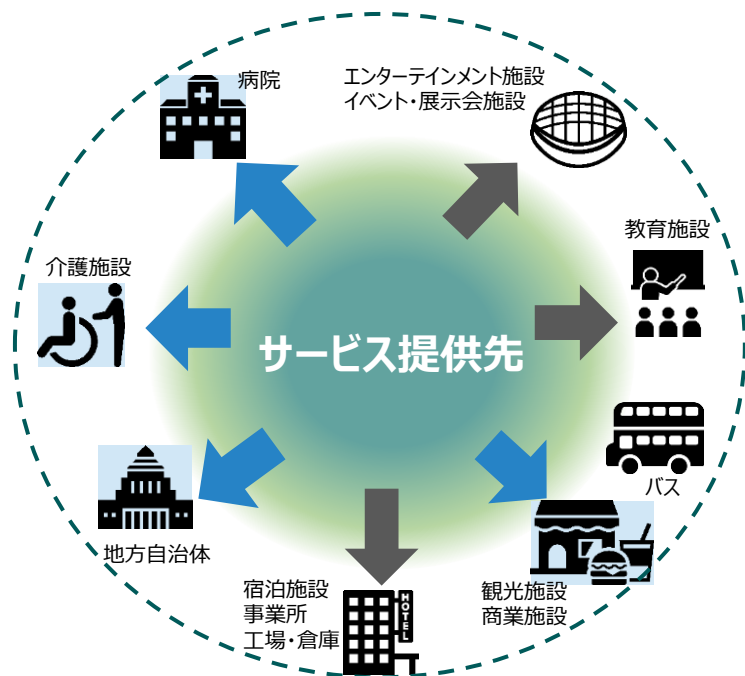 病院
エンターテインメント施設
イベント・展示会施設
教育施設
介護施設
サービス提供先
バス
地方自治体
観光施設
商業施設
宿泊施設
事業所
工場・倉庫
HOTEL